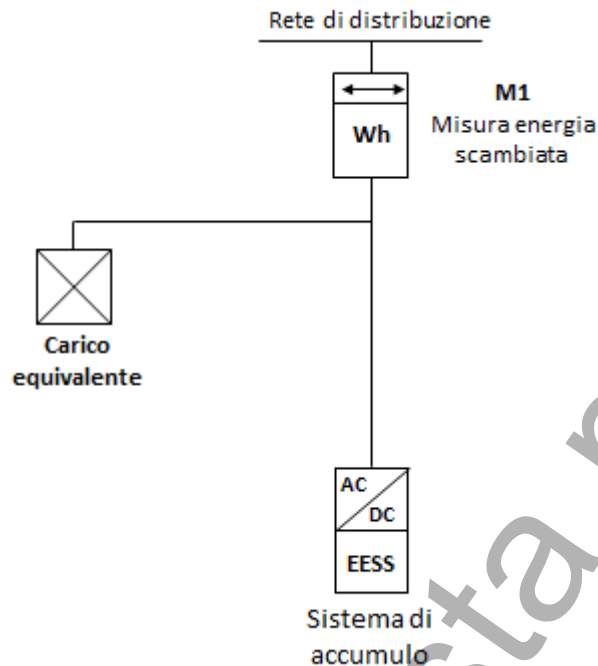 Rete di distribuzione
M1
Wh
Misura energia
scambiata
Carico
equivalente
AC
DC
EESS
Sistema di
accumulo